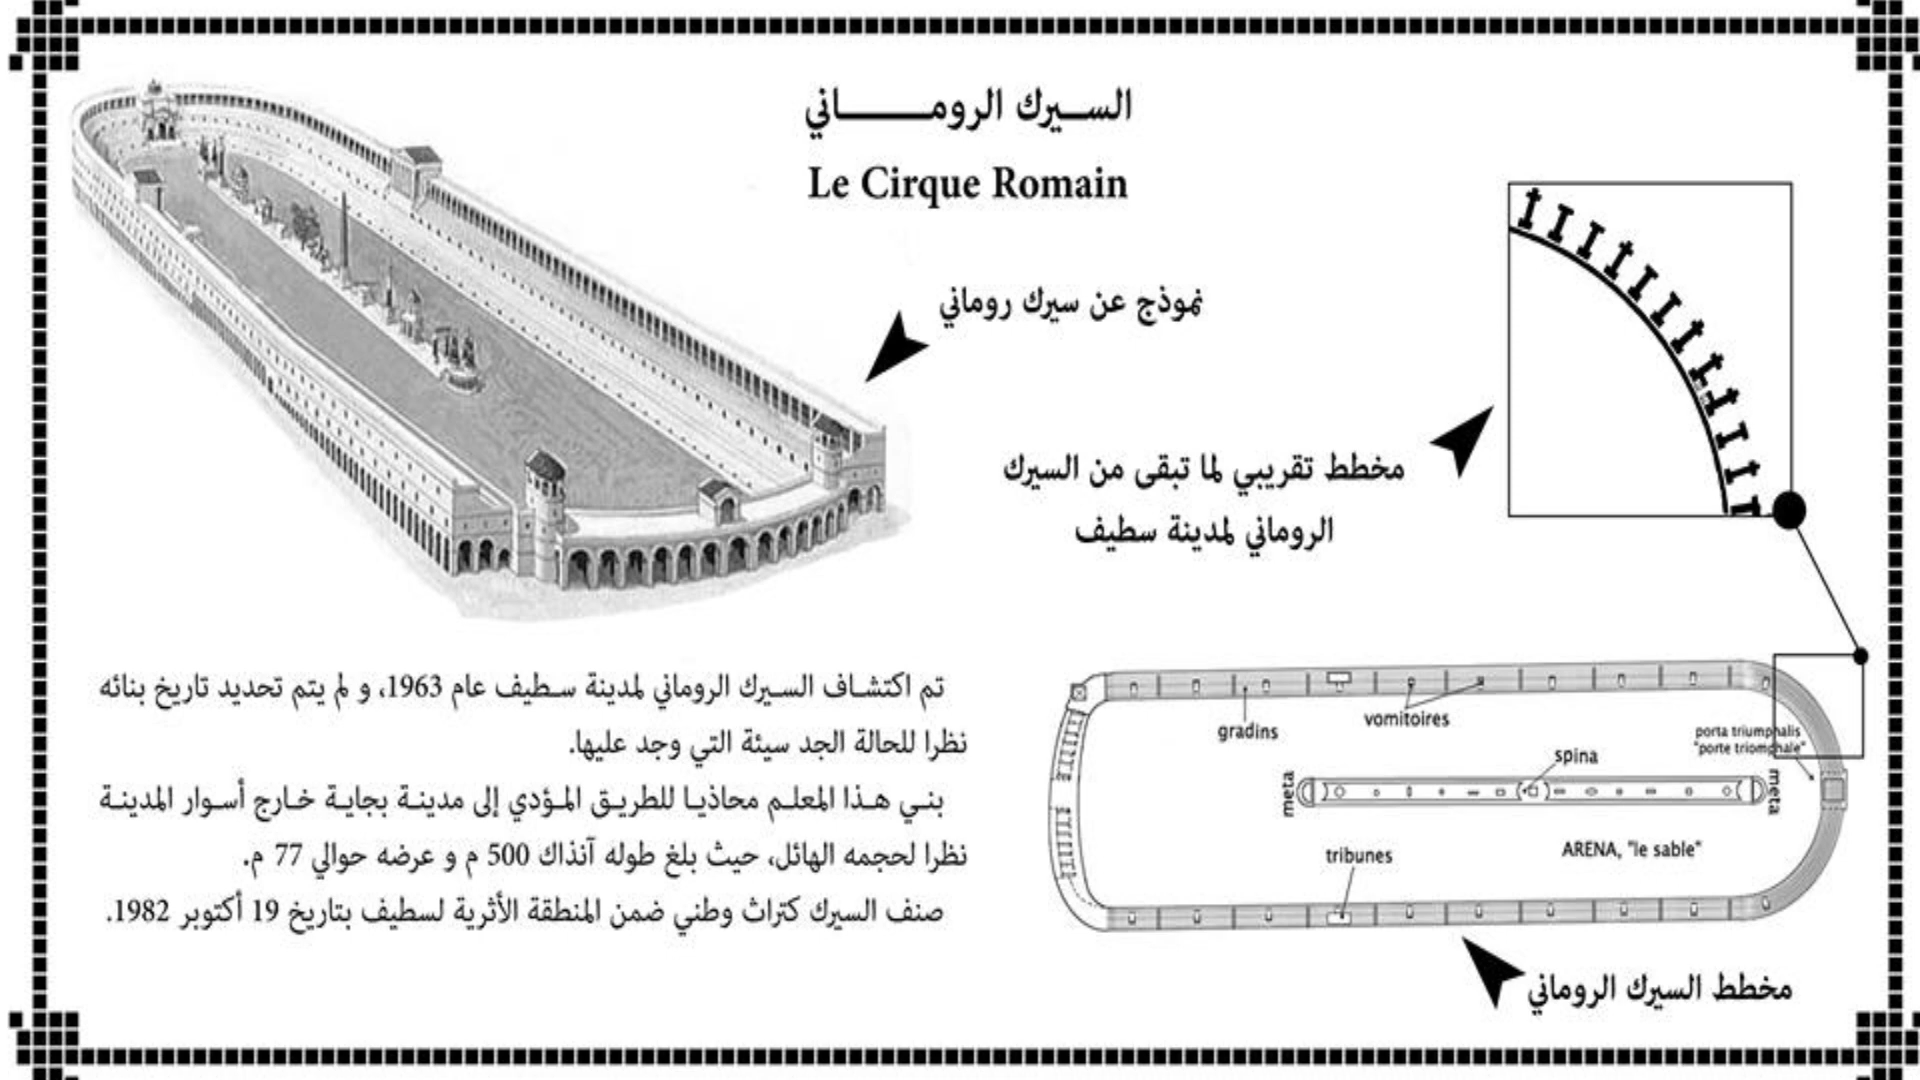 السيرك الروماني
Le Cirque Romain
نموذج عن سيرك روماني
مخطط تقريبي لما تبقى من السيرك
الروماني لمدينة سطيف
تم اكتشاف السيرك الروماني لمدينة سطيف عام 1963، و لم يتم تحديد تاريخ بنائه
نظرا للحالة الجد سيئة التي وجد عليها.
بني هذا المعلم محاذيا للطريق المؤدي إلى مدينة بجاية خارج أسوار المدينة
نظرا لحجمه الهائل، حيث بلغ طوله آنذاك 500 م و عرضه حوالي 77 م.
صنف السيرك كتراث وطني ضمن المنطقة الأثرية لسطيف بتاريخ 19 أكتوبر 1982.
gradins
vomitoires
porta triumphalis
"porte triomphale"
spina
meta
meta
tribunes
ARENA, "le sable"
مخطط السيرك الروماني